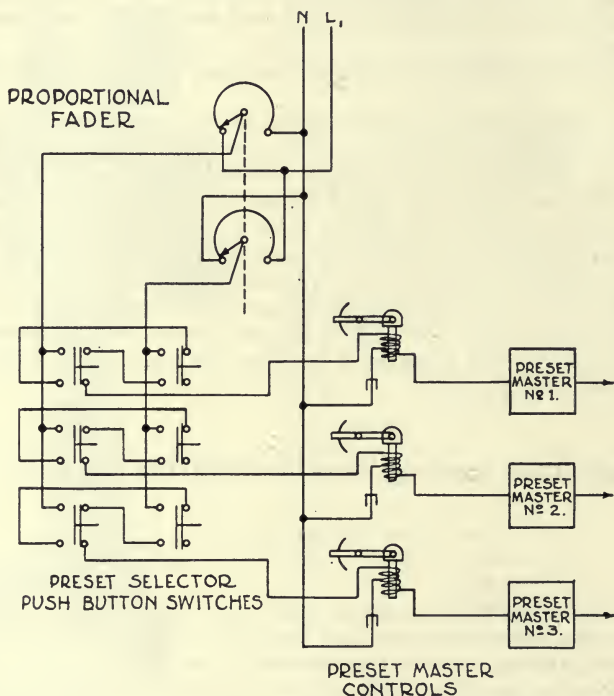 N L₁
PROPORTIONAL
FADER
PRESET
MASTER
Nº 1.
PRESET
MASTER
Nº 2.
PRESET
MASTER
Nº 3.
PRESET SELECTOR
PUSH BUTTON SWITCHES
PRESET MASTER
CONTROLS